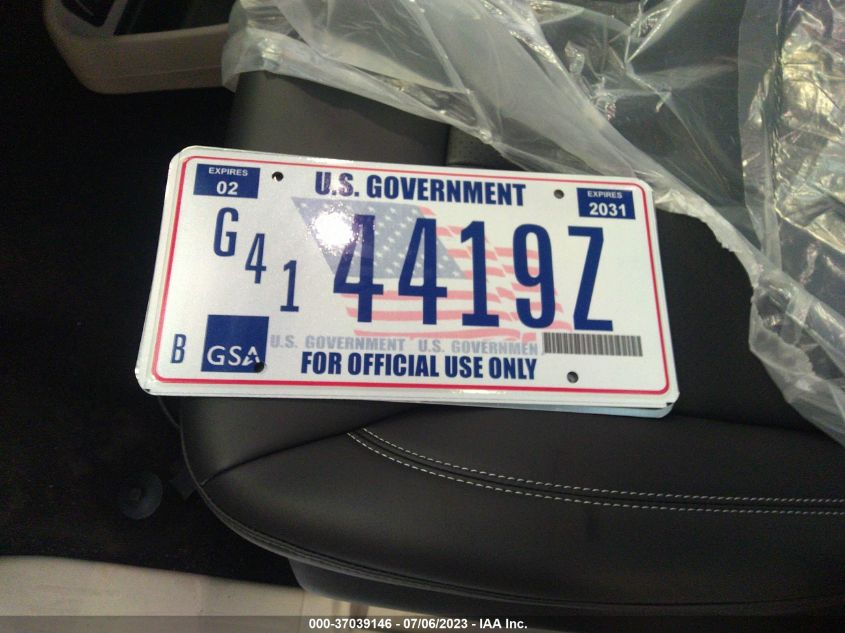 EXPIRES
02
U.S. GOVERNMENT
EXPIRES
2031
G41 4419Z
B
GSA
U.S. GOVERNMENT U.S. GOVERNMENT
FOR OFFICIAL USE ONLY
000-37039146 - 07/06/2023 - IAA Inc.